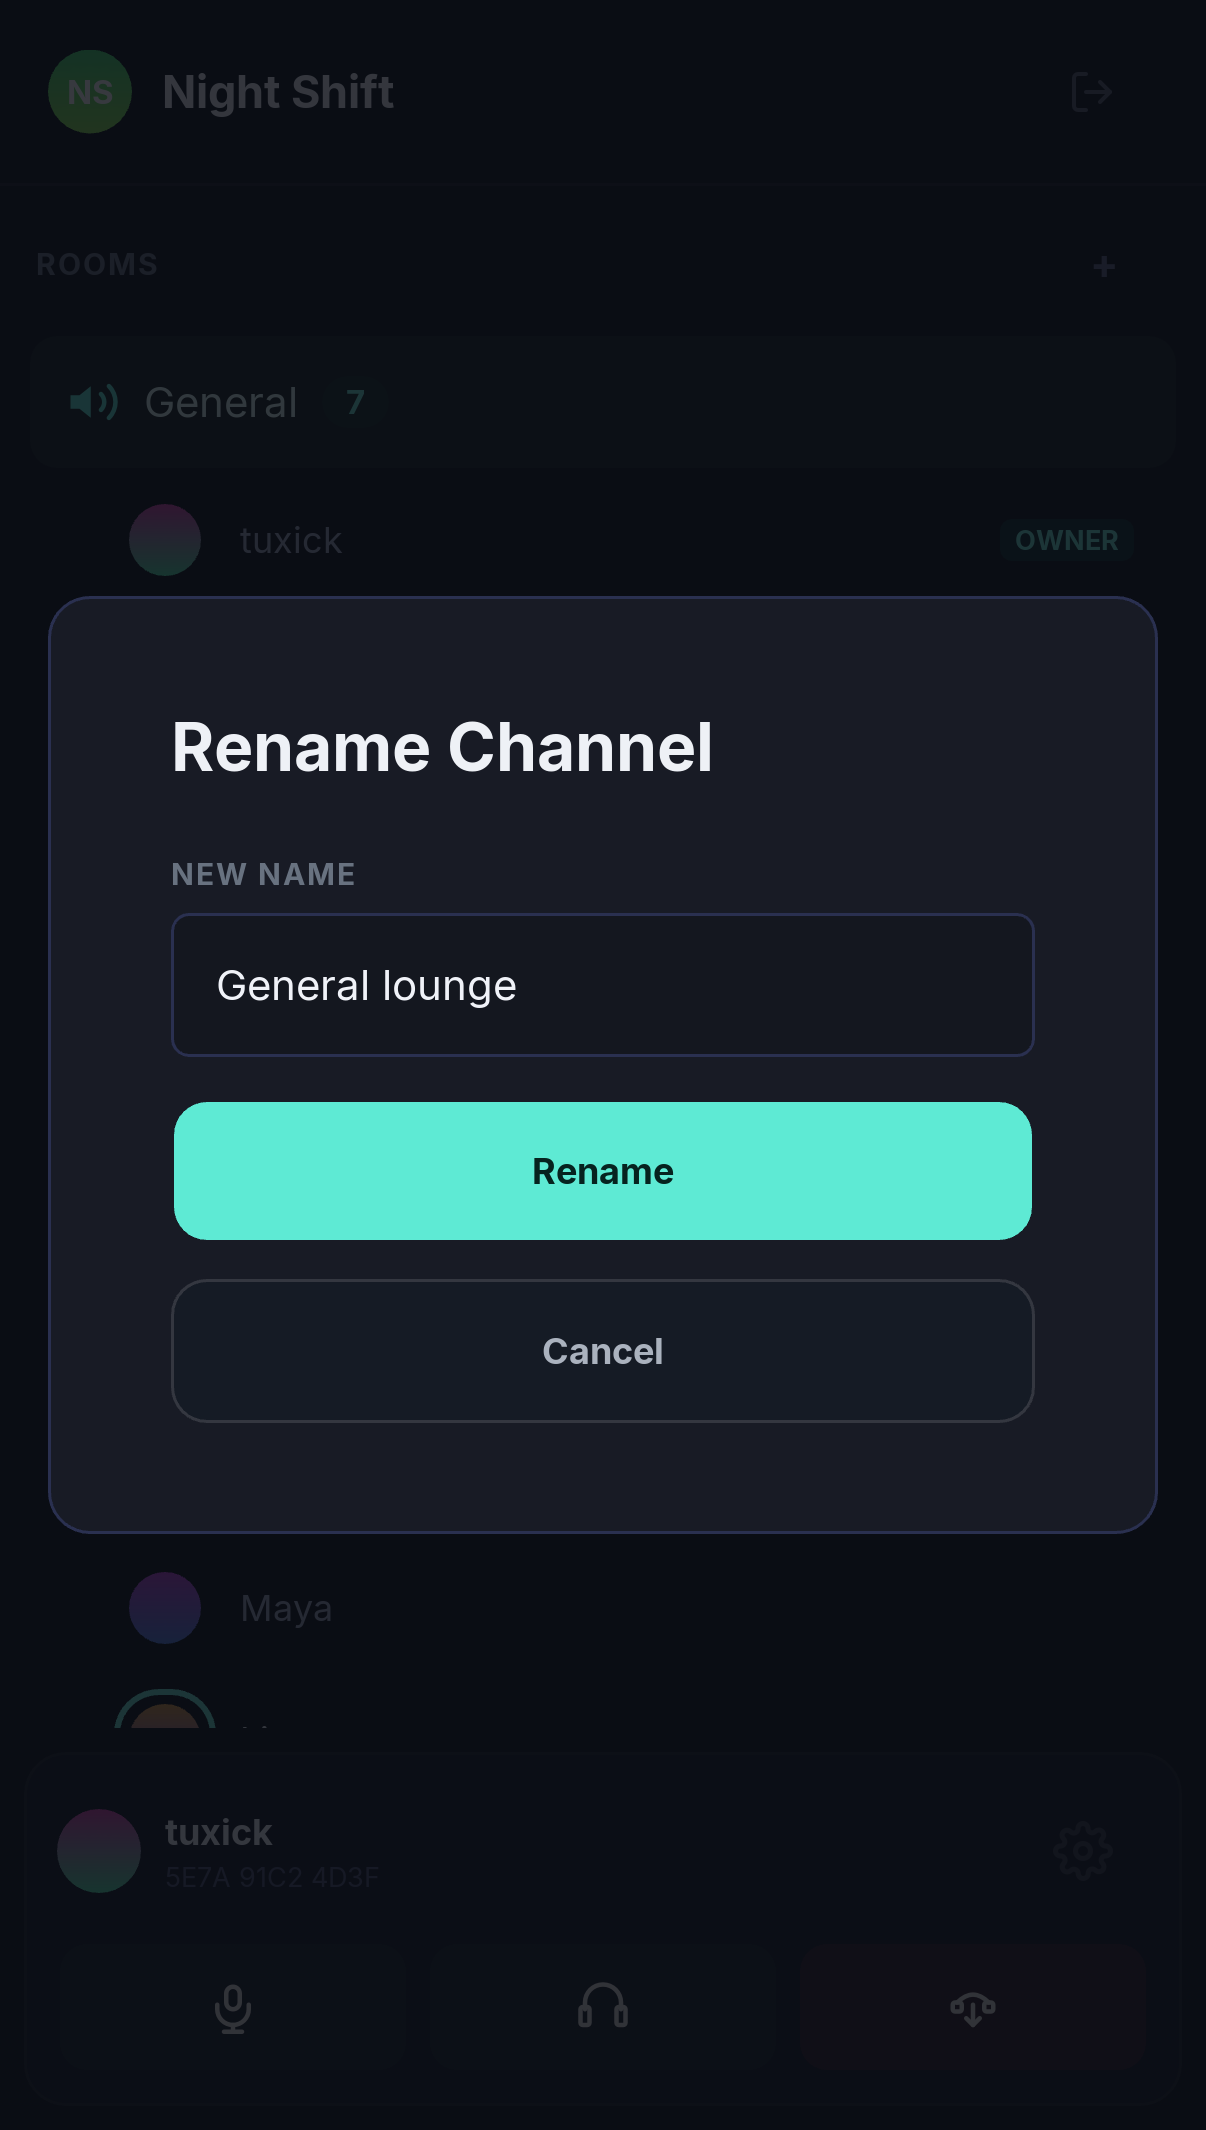 NS Night Shift
ROOMS +
General 7
tuxick OWNER
Rename Channel
NEW NAME
General lounge
Rename
Cancel
Maya
tuxick
5E7A 91C2 4D3F